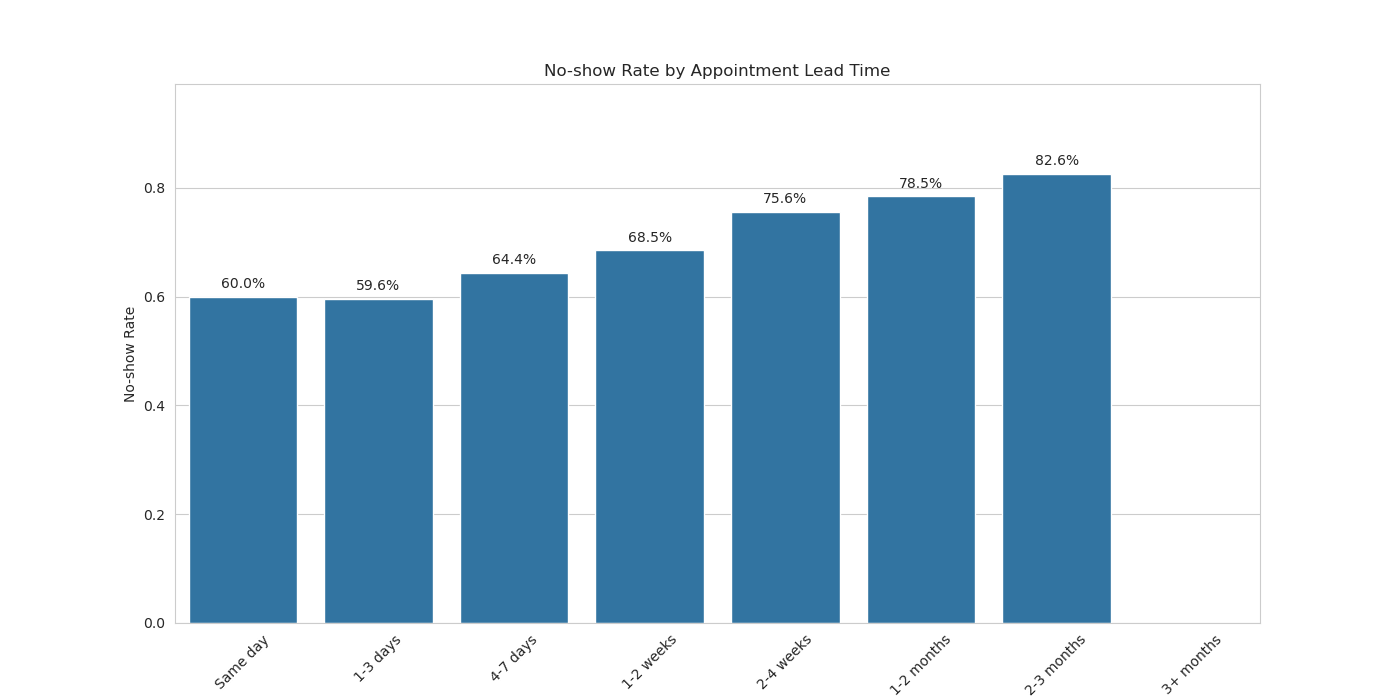 No-show Rate by Appointment Lead Time
No-show Rate
0.8
0.6
0.4
0.2
0.0
60.0%
59.6%
64.4%
68.5%
75.6%
78.5%
82.6%
Same day
1-3 days
4-7 days
1-2 weeks
2-4 weeks
1-2 months
2-3 months
3+ months